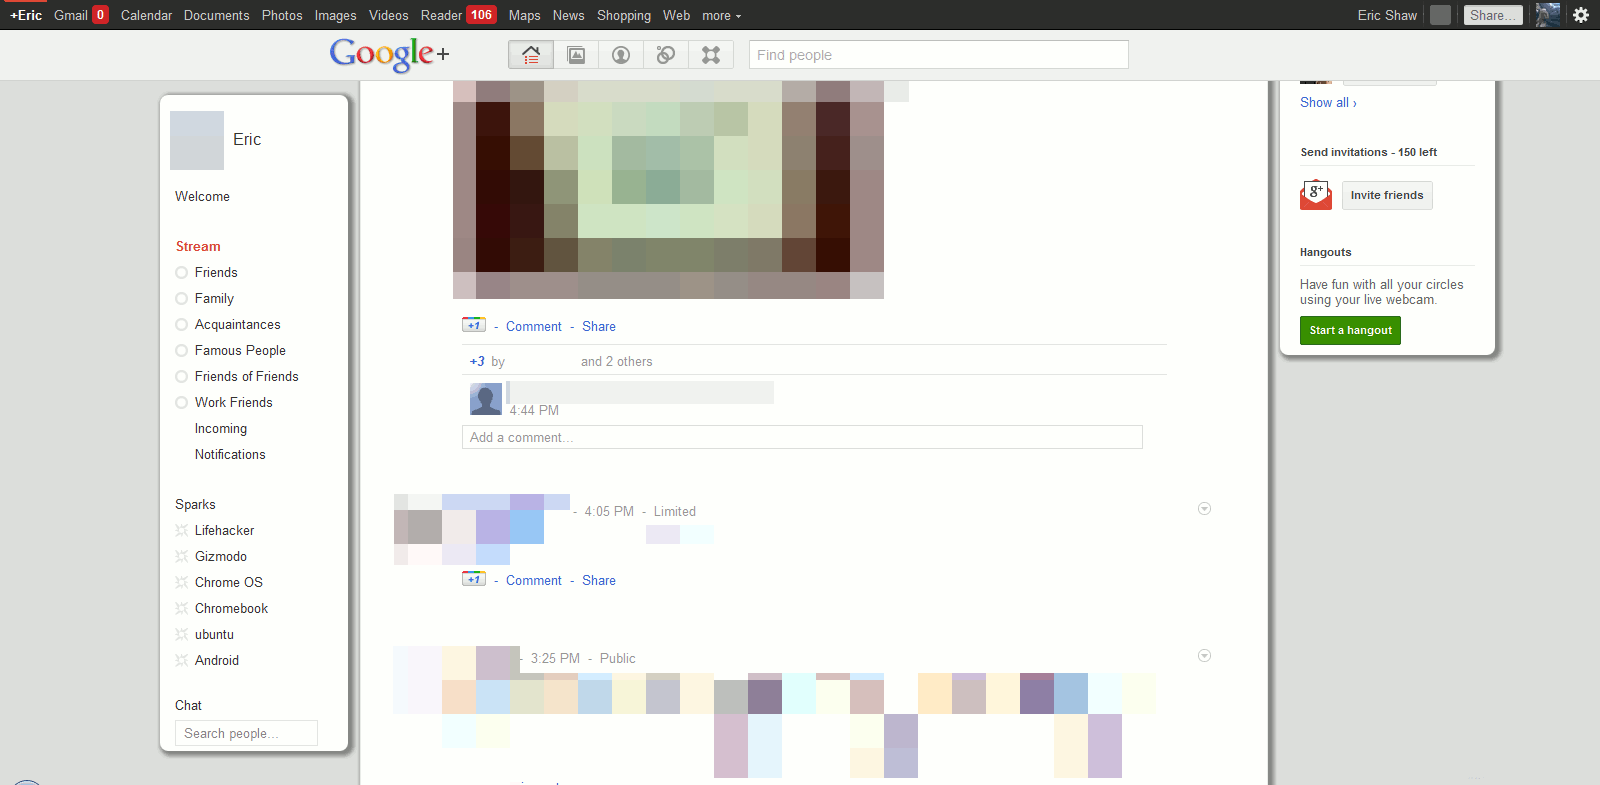 +Eric Gmail 0 Calendar Documents Photos Images Videos Reader 106 Maps News Shopping Web more Eric Shaw Share...
Google+ Find people
Eric
Welcome
Stream
Friends
Family
Acquaintances
Famous People
Friends of Friends
Work Friends
Incoming
Notifications
Sparks
Lifehacker
Gizmodo
Chrome OS
Chromebook
ubuntu
Android
Chat
Search people...
+1 - Comment - Share
+3 by and 2 others
4:44 PM
Add a comment...
- 4:05 PM - Limited
+1 - Comment - Share
- 3:25 PM - Public
Show all ›
Send invitations - 150 left
g+ Invite friends
Hangouts
Have fun with all your circles
using your live webcam.
Start a hangout